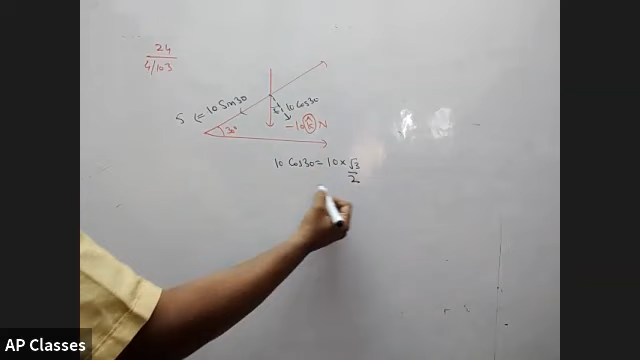 24
4/103
S
10 Sin30
30°
10 Cos30
-10 k̂ N
10 Cos30 = 10 × √3/2
AP Classes